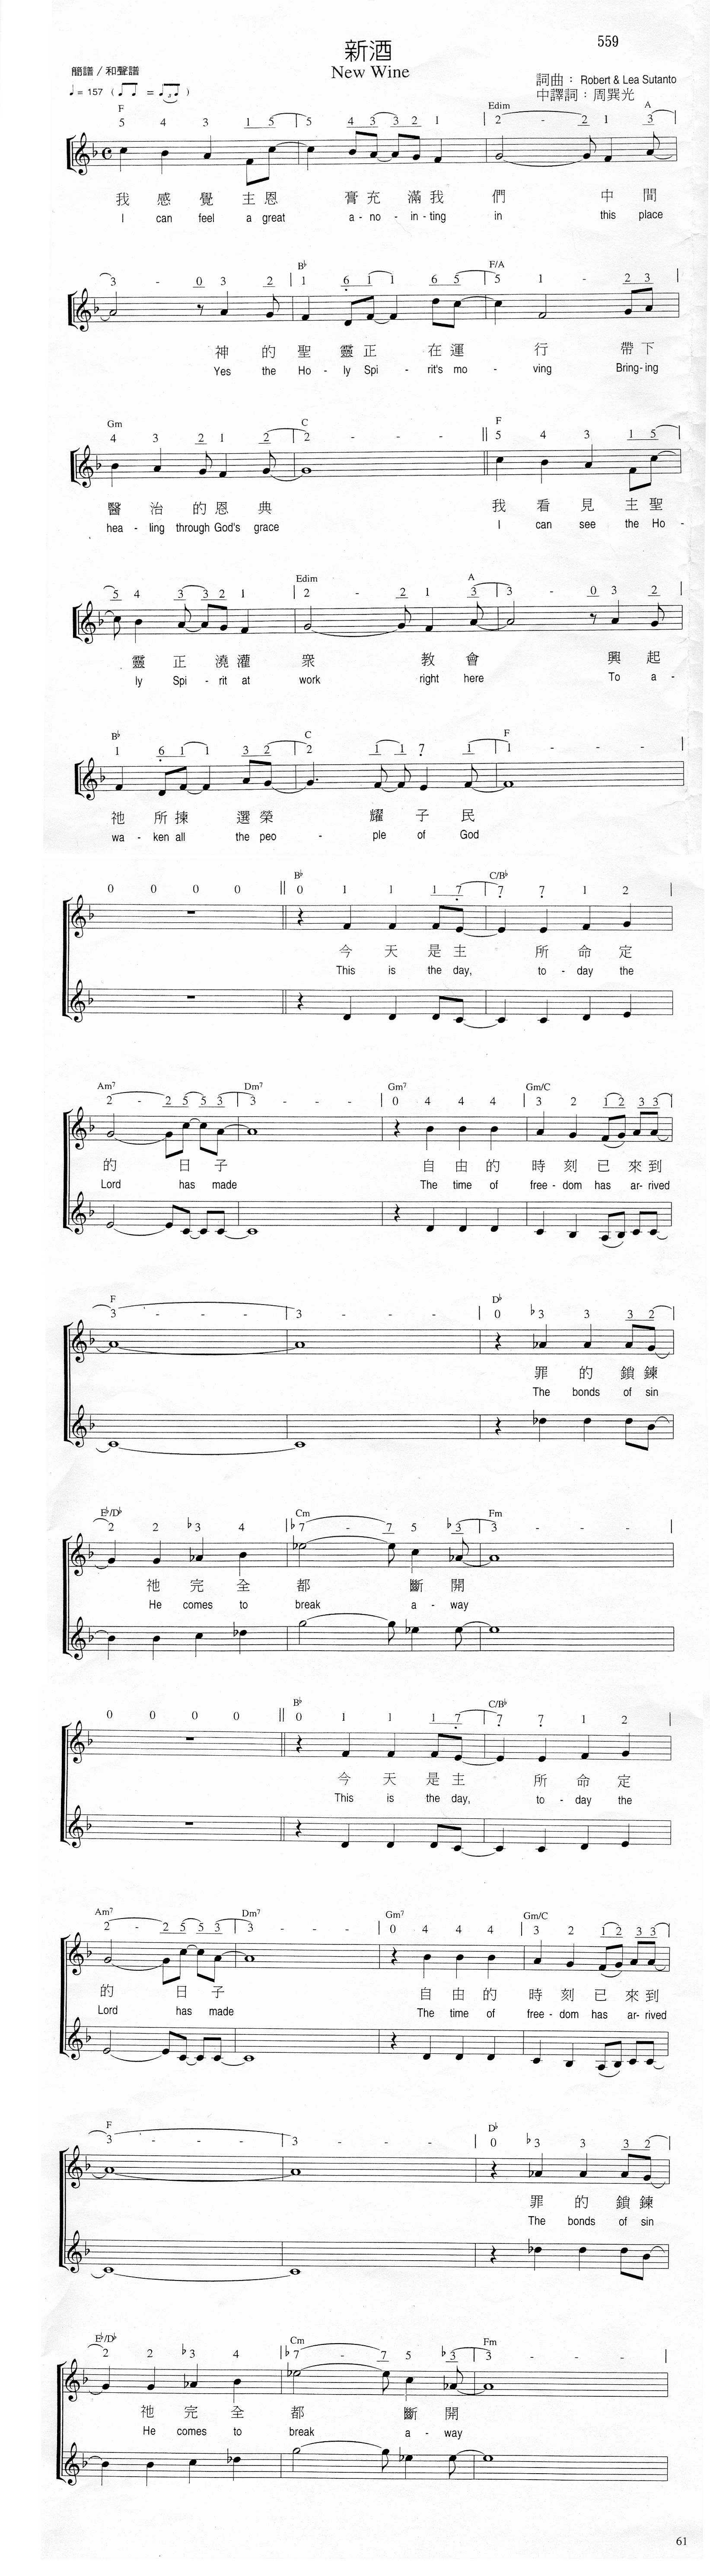 559
新酒
New Wine
簡譜 / 和聲譜
詞曲： Robert & Lea Sutanto
中譯詞：周巽光
♩ = 157
F Edim A
5 4 3 1 5 | 5 4 3 3 2 1 | 2 - 2 1 3 |
我 感 覺 主 恩 膏 充 滿 我 們 中 間
I can feel a great a - no - in - ting in this place
B♭ F/A
3 - 0 3 2 | 1 6 1 1 6 5 | 5 1 - 2 3 |
神 的 聖 靈 正 在 運 行 帶 下
Yes the Ho - ly Spi - rit's mo - ving Bring - ing
Gm C F
4 3 2 1 2 | 2 - - - || 5 4 3 1 5 |
醫 治 的 恩 典 我 看 見 主 聖
hea - ling through God's grace I can see the Ho -
Edim A
5 4 3 3 2 1 | 2 - 2 1 3 | 3 - 0 3 2 |
靈 正 澆 灌 眾 教 會 興 起
ly Spi - rit at work right here To a -
B♭ C F
1 6 1 1 3 2 | 2 1 1 7 1 | 1 - - - |
祂 所 揀 選 榮 耀 子 民
wa - ken all the peo - ple of God
B♭ C/B♭
0 0 0 0 || 0 1 1 1 7 | 7 7 1 2 |
今 天 是 主 所 命 定
This is the day, to - day the
Am7 Dm7 Gm7 Gm/C
2 - 2 5 5 3 | 3 - - - | 0 4 4 4 | 3 2 1 2 3 3 |
的 日 子 自 由 的 時 刻 已 來 到
Lord has made The time of free - dom has ar - rived
F D♭
3 - - - | 3 - - - | 0 ♭3 3 3 2 |
罪 的 鎖 鍊
The bonds of sin
E♭/D♭ Cm Fm
2 2 ♭3 4 | ♭7 - 7 5 ♭3 | 3 - - - |
祂 完 全 都 斷 開
He comes to break a - way
B♭ C/B♭
0 0 0 0 || 0 1 1 1 7 | 7 7 1 2 |
今 天 是 主 所 命 定
This is the day, to - day the
Am7 Dm7 Gm7 Gm/C
2 - 2 5 5 3 | 3 - - - | 0 4 4 4 | 3 2 1 2 3 3 |
的 日 子 自 由 的 時 刻 已 來 到
Lord has made The time of free - dom has ar - rived
F D♭
3 - - - | 3 - - - | 0 ♭3 3 3 2 |
罪 的 鎖 鍊
The bonds of sin
E♭/D♭ Cm Fm
2 2 ♭3 4 | ♭7 - 7 5 ♭3 | 3 - - - |
祂 完 全 都 斷 開
He comes to break a - way
61